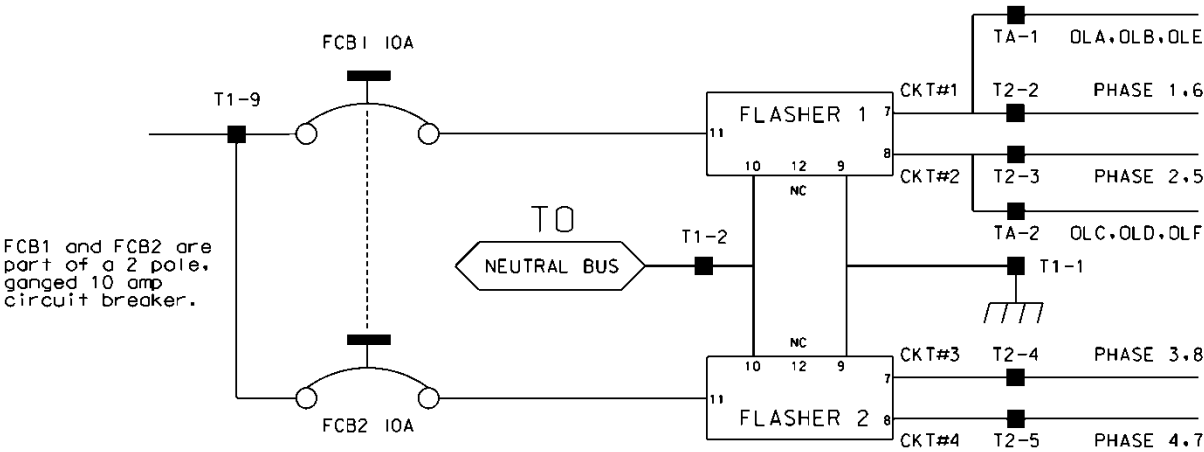 TA-1 OLA,OLB,OLE
FCB1 10A
T1-9
CKT#1 T2-2 PHASE 1,6
FLASHER 1
7
11
8
10 12 9
NC
CKT#2 T2-3 PHASE 2,5
TA-2 OLC,OLD,OLF
TO
NEUTRAL BUS
T1-2
T1-1
FCB1 and FCB2 are
part of a 2 pole,
ganged 10 amp
circuit breaker.
NC
10 12 9
CKT#3 T2-4 PHASE 3,8
7
11
FLASHER 2
8
FCB2 10A
CKT#4 T2-5 PHASE 4,7